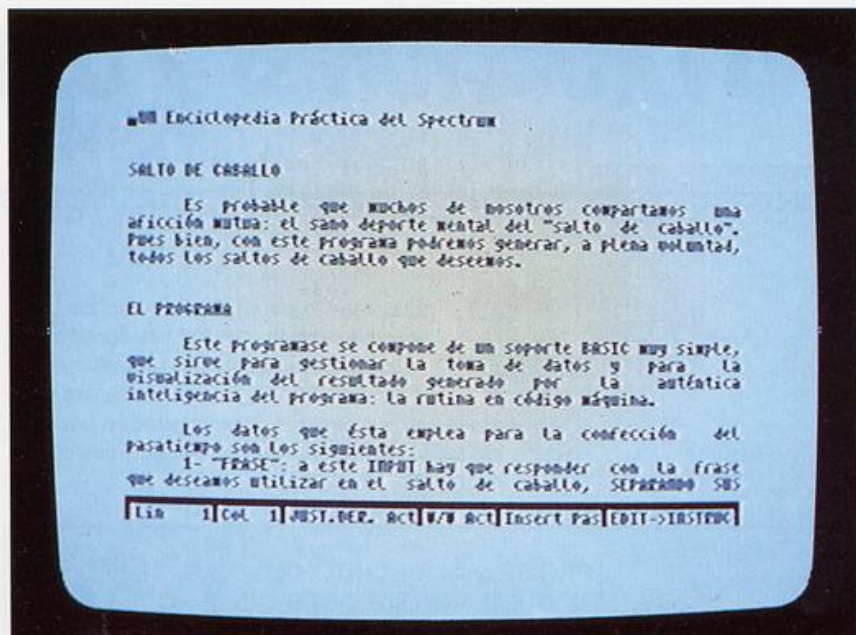 UN Enciclopedia Práctica del Spectrum
SALTO DE CABALLO
Es probable que muchos de nosotros compartamos una
aficción mutua: el sano deporte mental del "salto de caballo".
Pues bien, con este programa podremos generar, a plena voluntad,
todos los saltos de caballo que deseemos.
EL PROGRAMA
Este programase se compone de un soporte BASIC muy simple,
que sirve para gestionar la toma de datos y para la
visualización del resultado generado por la auténtica
inteligencia del programa: la rutina en código máquina.
Los datos que ésta emplea para la confección del
pasatiempo son los siguientes:
1- "FRASE": a este INPUT hay que responder con la frase
que deseamos utilizar en el salto de caballo, SEPARANDO SUS
Lin 1 Col 1 JUST.DER. Act W/W Act Insert Pas EDIT->INSTRUC